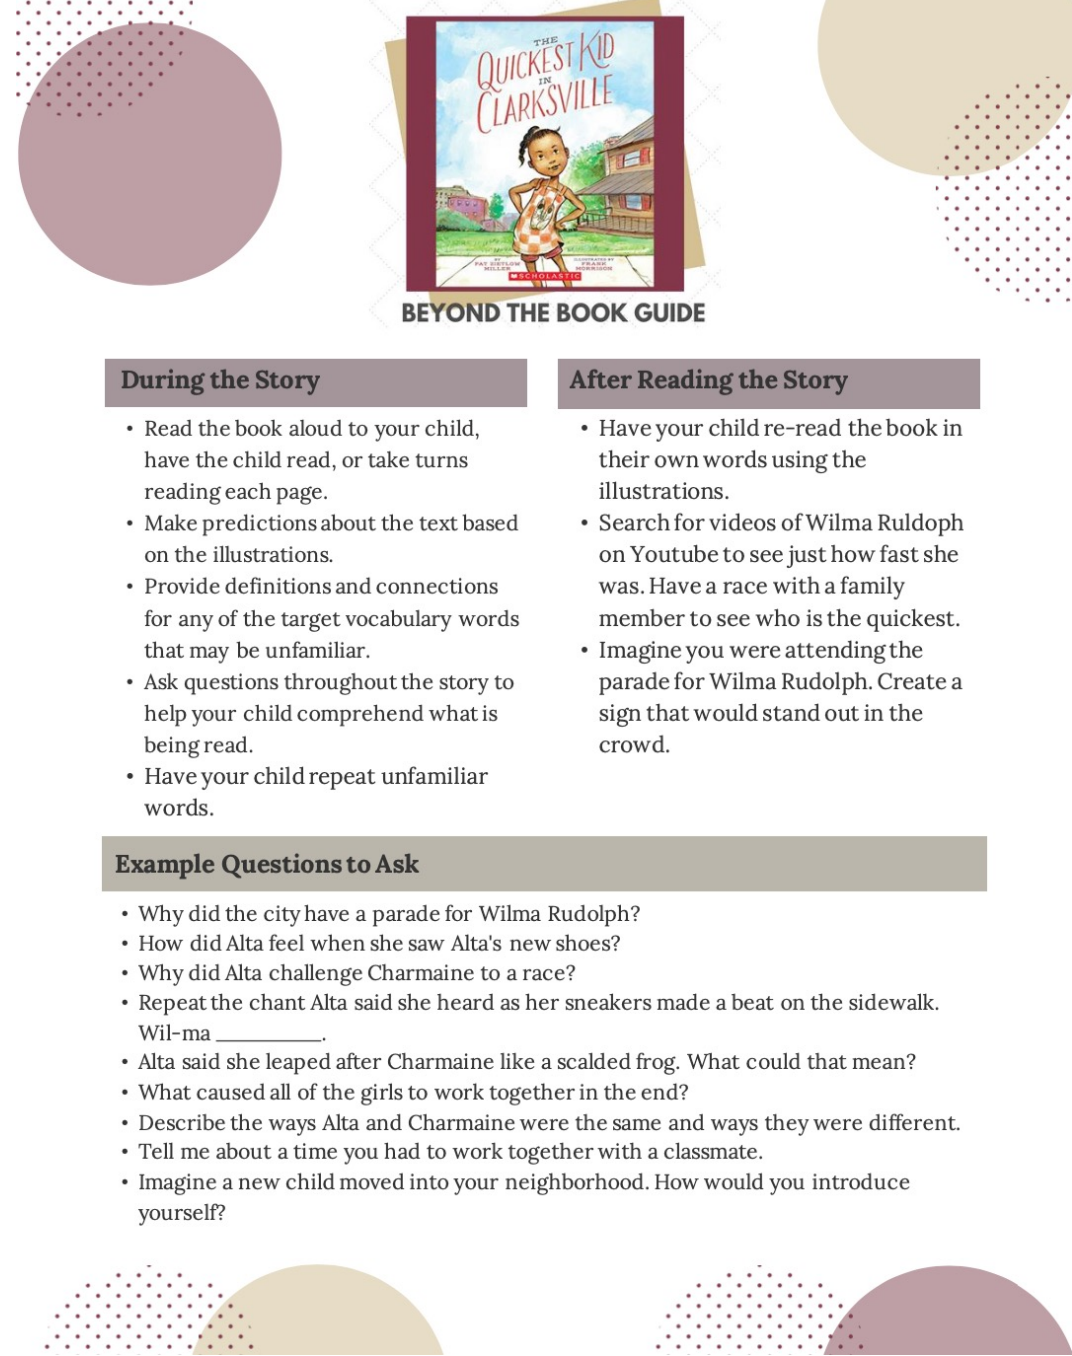 THE
QUICKEST KID
IN
CLARKSVILLE
BY
PAT ZIETLOW
MILLER
ILLUSTRATED BY
FRANK
MORRISON
SCHOLASTIC
BEYOND THE BOOK GUIDE
During the Story
• Read the book aloud to your child,
have the child read, or take turns
reading each page.
• Make predictions about the text based
on the illustrations.
• Provide definitions and connections
for any of the target vocabulary words
that may be unfamiliar.
• Ask questions throughout the story to
help your child comprehend what is
being read.
• Have your child repeat unfamiliar
words.
After Reading the Story
• Have your child re-read the book in
their own words using the
illustrations.
• Search for videos of Wilma Ruldoph
on Youtube to see just how fast she
was. Have a race with a family
member to see who is the quickest.
• Imagine you were attending the
parade for Wilma Rudolph. Create a
sign that would stand out in the
crowd.
Example Questions to Ask
• Why did the city have a parade for Wilma Rudolph?
• How did Alta feel when she saw Alta's new shoes?
• Why did Alta challenge Charmaine to a race?
• Repeat the chant Alta said she heard as her sneakers made a beat on the sidewalk.
Wil-ma __________.
• Alta said she leaped after Charmaine like a scalded frog. What could that mean?
• What caused all of the girls to work together in the end?
• Describe the ways Alta and Charmaine were the same and ways they were different.
• Tell me about a time you had to work together with a classmate.
• Imagine a new child moved into your neighborhood. How would you introduce
yourself?